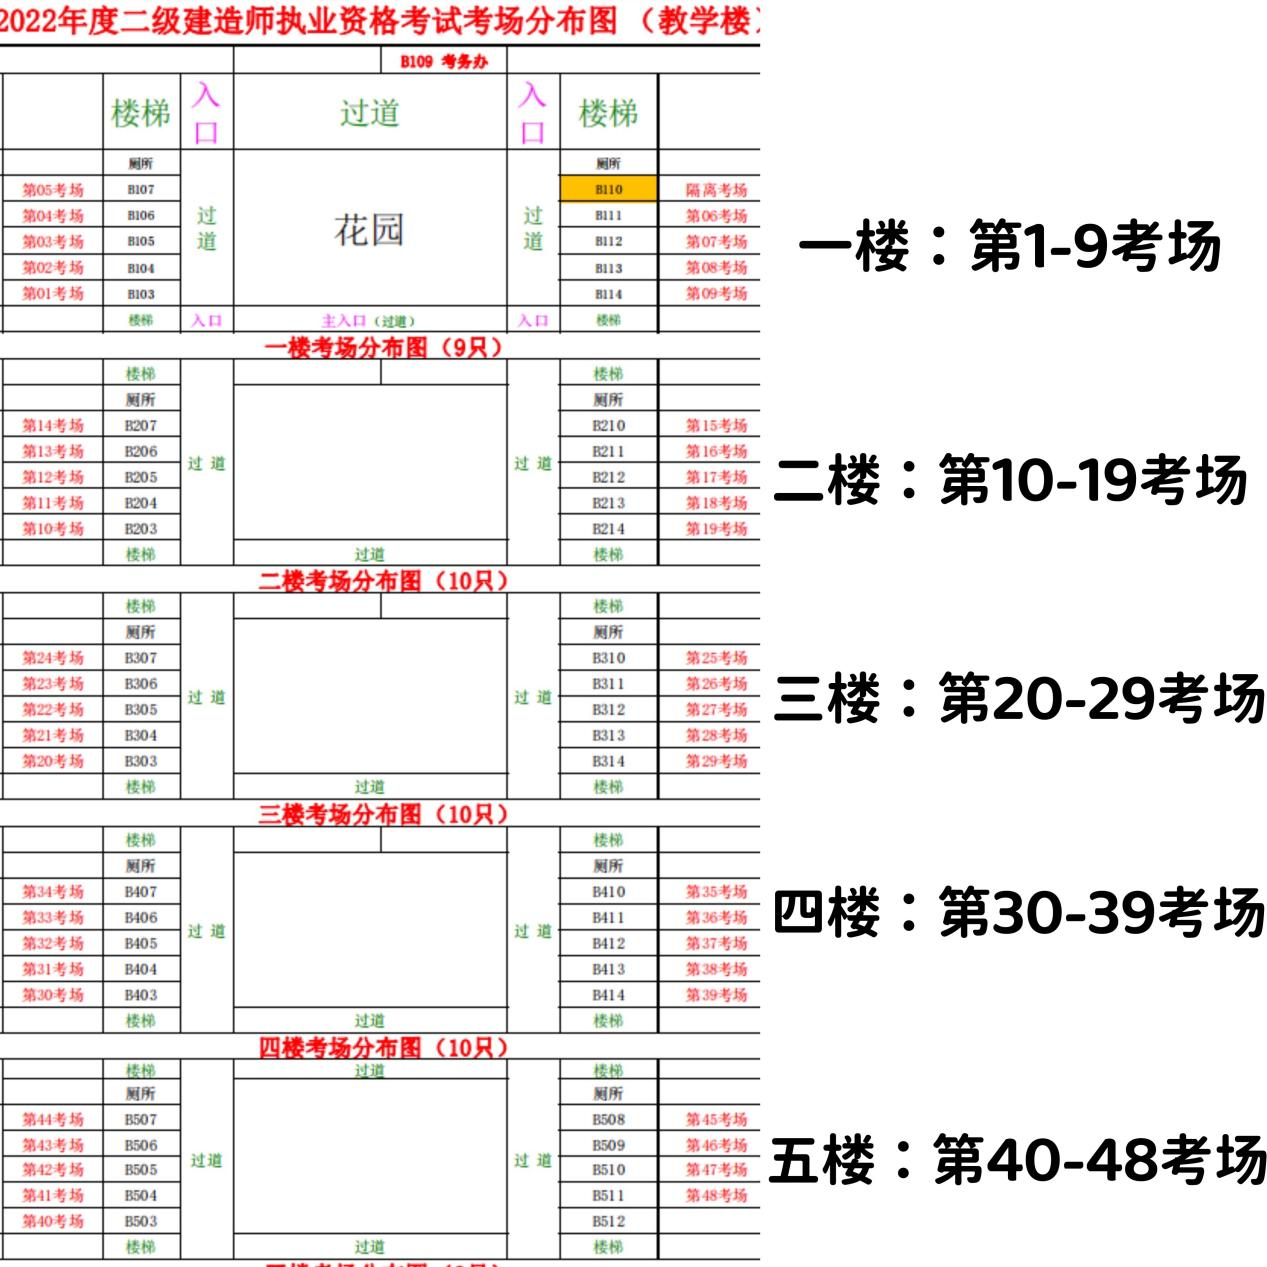 2022年度二级建造师执业资格考试考场分布图（教学楼）
B109 考务办
楼梯 入口 过道 入口 楼梯
厕所 厕所
第05考场 B107 B110 隔离考场
第04考场 B106 过道 花园 过道 B111 第06考场
第03考场 B105 B112 第07考场
第02考场 B104 B113 第08考场
第01考场 B103 B114 第09考场
楼梯 入口 主入口（过道） 入口 楼梯
一楼考场分布图（9只）
一楼：第1-9考场
楼梯 楼梯
厕所 厕所
第14考场 B207 B210 第15考场
第13考场 B206 过道 过道 B211 第16考场
第12考场 B205 B212 第17考场
第11考场 B204 B213 第18考场
第10考场 B203 B214 第19考场
楼梯 过道 楼梯
二楼考场分布图（10只）
二楼：第10-19考场
楼梯 楼梯
厕所 厕所
第24考场 B307 B310 第25考场
第23考场 B306 过道 过道 B311 第26考场
第22考场 B305 B312 第27考场
第21考场 B304 B313 第28考场
第20考场 B303 B314 第29考场
楼梯 过道 楼梯
三楼考场分布图（10只）
三楼：第20-29考场
楼梯 楼梯
厕所 厕所
第34考场 B407 B410 第35考场
第33考场 B406 过道 过道 B411 第36考场
第32考场 B405 B412 第37考场
第31考场 B404 B413 第38考场
第30考场 B403 B414 第39考场
楼梯 过道 楼梯
四楼考场分布图（10只）
四楼：第30-39考场
楼梯 过道 楼梯
厕所 厕所
第44考场 B507 B508 第45考场
第43考场 B506 过道 过道 B509 第46考场
第42考场 B505 B510 第47考场
第41考场 B504 B511 第48考场
第40考场 B503 B512
楼梯 过道 楼梯
五楼：第40-48考场